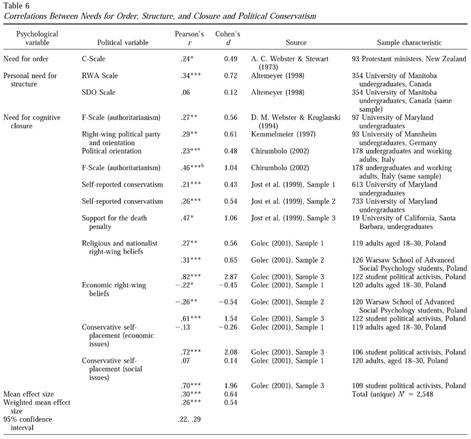 Table 6
Correlations Between Needs for Order, Structure, and Closure and Political Conservatism
Psychological variable Political variable Pearson's r Cohen's d Source Sample characteristic
Need for order C-Scale .24* 0.49 A. C. Webster & Stewart (1973) 93 Protestant ministers, New Zealand
Personal need for structure RWA Scale .34*** 0.72 Altemeyer (1998) 354 University of Manitoba undergraduates, Canada
SDO Scale .06 0.12 Altemeyer (1998) 354 University of Manitoba undergraduates, Canada (same sample)
Need for cognitive closure F-Scale (authoritarianism) .27** 0.56 D. M. Webster & Kruglanski (1994) 97 University of Maryland undergraduates
Right-wing political party and orientation .29** 0.61 Kemmelmeier (1997) 93 University of Mannheim undergraduates, Germany
Political orientation .23** 0.48 Chirumbolo (2002) 178 undergraduates and working adults, Italy
F-Scale (authoritarianism) .46***b 1.04 Chirumbolo (2002) 178 undergraduates and working adults, Italy (same sample)
Self-reported conservatism .21*** 0.43 Jost et al. (1999), Sample 1 613 University of Maryland undergraduates
Self-reported conservatism .26*** 0.54 Jost et al. (1999), Sample 2 733 University of Maryland undergraduates
Support for the death penalty .47* 1.06 Jost et al. (1999), Sample 3 19 University of California, Santa Barbara, undergraduates
Religious and nationalist right-wing beliefs .27** 0.56 Golec (2001), Sample 1 119 adults aged 18–30, Poland
.31*** 0.65 Golec (2001), Sample 2 126 Warsaw School of Advanced Social Psychology students, Poland
.82*** 2.87 Golec (2001), Sample 3 122 student political activists, Poland
Economic right-wing beliefs −.22* −0.45 Golec (2001), Sample 1 120 adults aged 18–30, Poland
−.26** −0.54 Golec (2001), Sample 2 120 Warsaw School of Advanced Social Psychology students, Poland
.61*** 1.54 Golec (2001), Sample 3 122 student political activists, Poland
Conservative self-placement (economic issues) −.13 −0.26 Golec (2001), Sample 1 119 adults aged 18–30, Poland
.72*** 2.08 Golec (2001), Sample 3 106 student political activists, Poland
Conservative self-placement (social issues) .07 0.14 Golec (2001), Sample 1 120 adults, aged 18–30, Poland
.70*** 1.96 Golec (2001), Sample 3 109 student political activists, Poland
Mean effect size .30*** 0.64 Total (unique) N = 2,548
Weighted mean effect size .26*** 0.54
95% confidence interval .22, .29